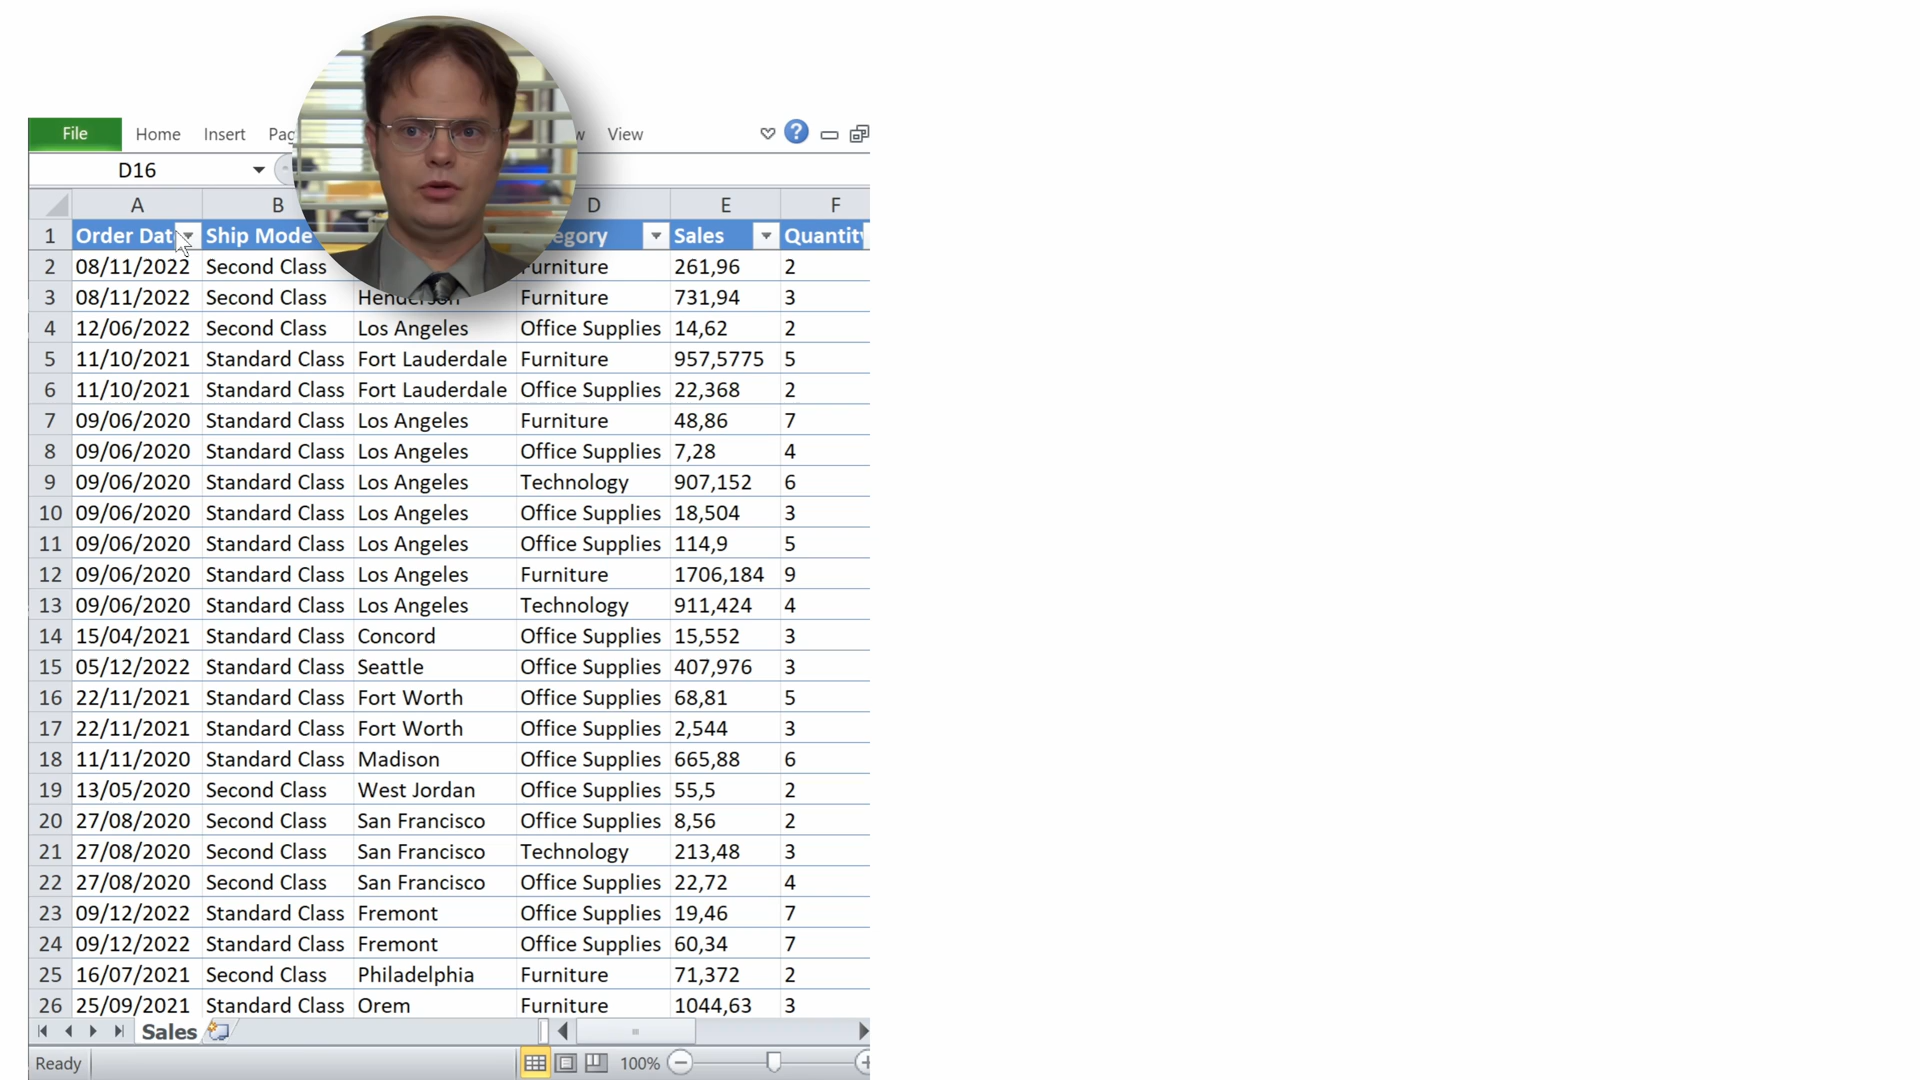 File Home Insert View
D16
A B D E F
1 Order Dat Ship Mode egory Sales Quantity
2 08/11/2022 Second Class Furniture 261,96 2
3 08/11/2022 Second Class Henderson Furniture 731,94 3
4 12/06/2022 Second Class Los Angeles Office Supplies 14,62 2
5 11/10/2021 Standard Class Fort Lauderdale Furniture 957,5775 5
6 11/10/2021 Standard Class Fort Lauderdale Office Supplies 22,368 2
7 09/06/2020 Standard Class Los Angeles Furniture 48,86 7
8 09/06/2020 Standard Class Los Angeles Office Supplies 7,28 4
9 09/06/2020 Standard Class Los Angeles Technology 907,152 6
10 09/06/2020 Standard Class Los Angeles Office Supplies 18,504 3
11 09/06/2020 Standard Class Los Angeles Office Supplies 114,9 5
12 09/06/2020 Standard Class Los Angeles Furniture 1706,184 9
13 09/06/2020 Standard Class Los Angeles Technology 911,424 4
14 15/04/2021 Standard Class Concord Office Supplies 15,552 3
15 05/12/2022 Standard Class Seattle Office Supplies 407,976 3
16 22/11/2021 Standard Class Fort Worth Office Supplies 68,81 5
17 22/11/2021 Standard Class Fort Worth Office Supplies 2,544 3
18 11/11/2020 Standard Class Madison Office Supplies 665,88 6
19 13/05/2020 Second Class West Jordan Office Supplies 55,5 2
20 27/08/2020 Second Class San Francisco Office Supplies 8,56 2
21 27/08/2020 Second Class San Francisco Technology 213,48 3
22 27/08/2020 Second Class San Francisco Office Supplies 22,72 4
23 09/12/2022 Standard Class Fremont Office Supplies 19,46 7
24 09/12/2022 Standard Class Fremont Office Supplies 60,34 7
25 16/07/2021 Second Class Philadelphia Furniture 71,372 2
26 25/09/2021 Standard Class Orem Furniture 1044,63 3
Sales
Ready 100%